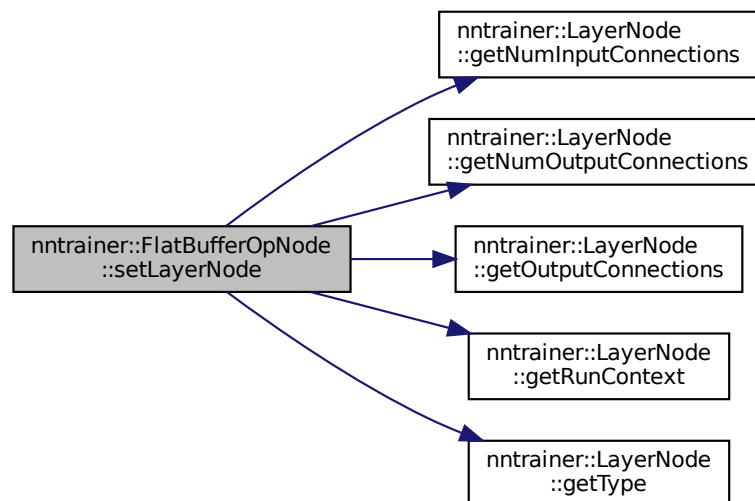 nntrainer::LayerNode
::getNumInputConnections
nntrainer::LayerNode
::getNumOutputConnections
nntrainer::FlatBufferOpNode
::setLayerNode
nntrainer::LayerNode
::getOutputConnections
nntrainer::LayerNode
::getRunContext
nntrainer::LayerNode
::getType